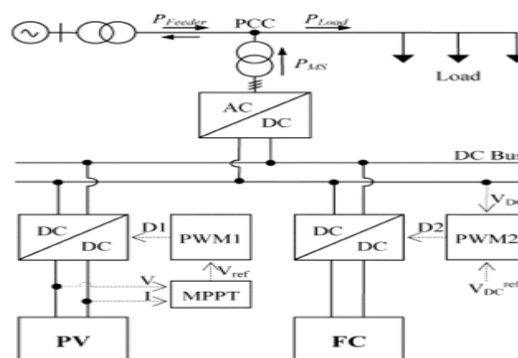 P_Feeder
PCC
P_Load
P_MS
Load
AC
DC
DC Bus
DC
DC
D1
PWM1
DC
DC
D2
PWM2
V_DC
V_ref
V
I
MPPT
V_DC^ref
PV
FC